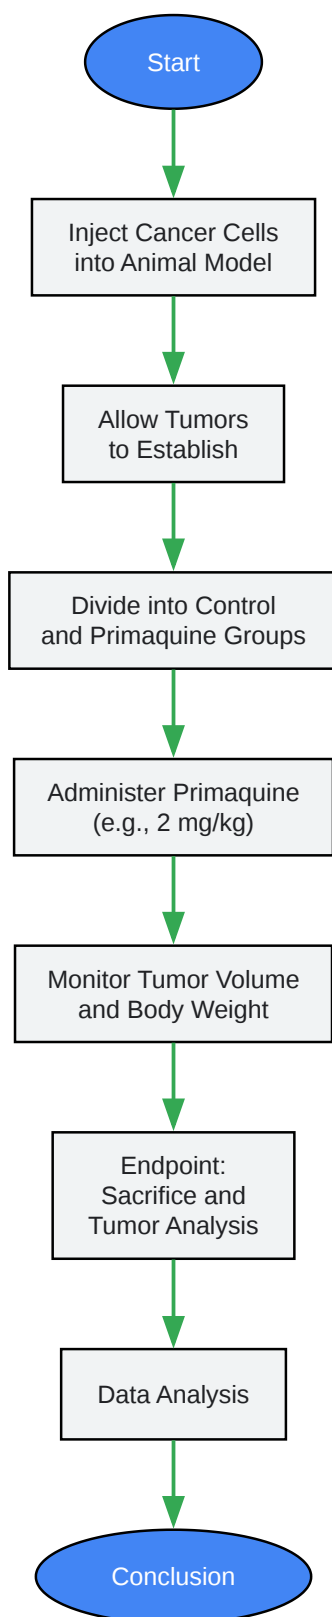 Start
Inject Cancer Cells
into Animal Model
Allow Tumors
to Establish
Divide into Control
and Primaquine Groups
Administer Primaquine
(e.g., 2 mg/kg)
Monitor Tumor Volume
and Body Weight
Endpoint:
Sacrifice and
Tumor Analysis
Data Analysis
Conclusion